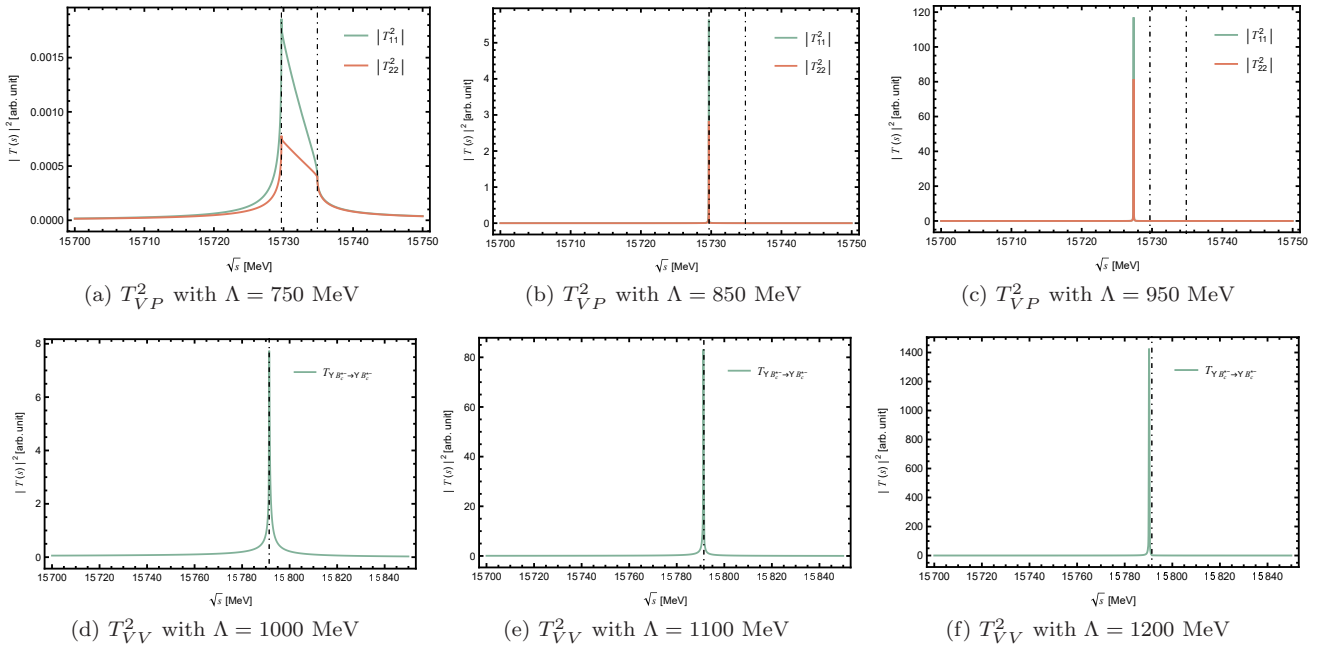 | T(s) |² [arb. unit]
0.0015
0.0010
0.0005
0.0000
|T²₁₁|
|T²₂₂|
15700 15710 15720 15730 15740 15750
√s [MeV]
(a) T²_VP with Λ = 750 MeV
| T(s) |² [arb. unit]
5
4
3
2
1
0
|T²₁₁|
|T²₂₂|
15700 15710 15720 15730 15740 15750
√s [MeV]
(b) T²_VP with Λ = 850 MeV
| T(s) |² [arb. unit]
120
100
80
60
40
20
0
|T²₁₁|
|T²₂₂|
15700 15710 15720 15730 15740 15750
√s [MeV]
(c) T²_VP with Λ = 950 MeV
| T(s) |² [arb. unit]
8
6
4
2
0
T_ΥB_c*⁻→ΥB_c*⁻
15700 15720 15740 15760 15780 15800 15820 15840
√s [MeV]
(d) T²_VV with Λ = 1000 MeV
| T(s) |² [arb. unit]
80
60
40
20
0
T_ΥB_c*⁻→ΥB_c*⁻
15700 15720 15740 15760 15780 15800 15820 15840
√s [MeV]
(e) T²_VV with Λ = 1100 MeV
| T(s) |² [arb. unit]
1400
1200
1000
800
600
400
200
0
T_ΥB_c*⁻→ΥB_c*⁻
15700 15720 15740 15760 15780 15800 15820 15840
√s [MeV]
(f) T²_VV with Λ = 1200 MeV